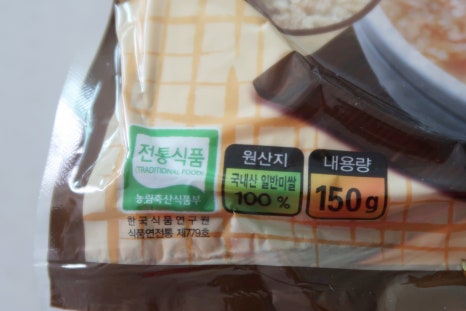 전통식품
TRADITIONAL FOOD
농림축산식품부
한국식품연구원
식품연전통 제779호
원산지
국내산 일반미쌀
100 %
내용량
150g